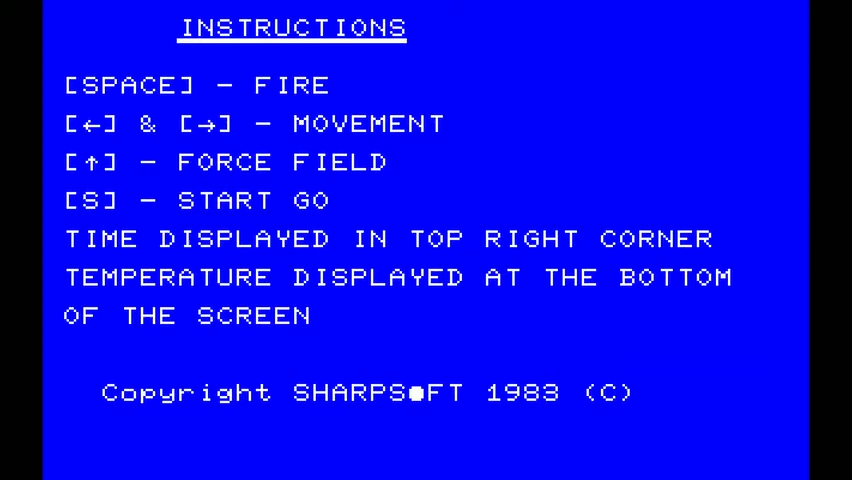 INSTRUCTIONS
[SPACE] - FIRE
[←] & [→] - MOVEMENT
[↑] - FORCE FIELD
[S] - START GO
TIME DISPLAYED IN TOP RIGHT CORNER
TEMPERATURE DISPLAYED AT THE BOTTOM
OF THE SCREEN
Copyright SHARPS●FT 1983 (C)